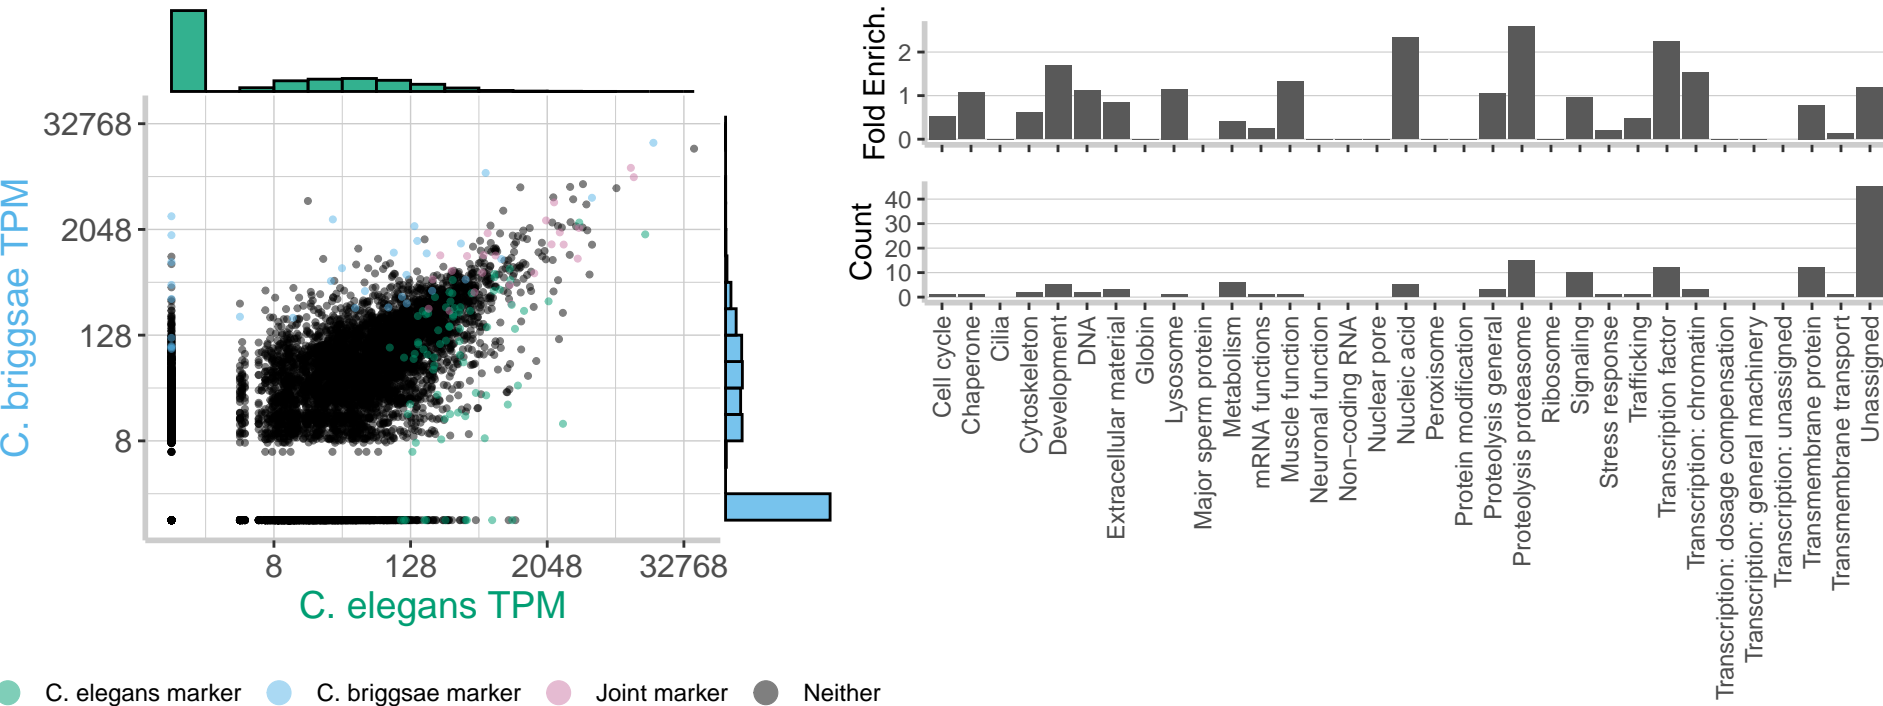 32768
2048
128
8
C. briggsae TPM
8
128
2048
32768
C. elegans TPM
C. elegans marker
C. briggsae marker
Joint marker
Neither
Fold Enrich.
2
1
0
Count
40
30
20
10
0
Cell cycle
Chaperone
Cilia
Cytoskeleton
Development
DNA
Extracellular material
Globin
Lysosome
Major sperm protein
Metabolism
mRNA functions
Muscle function
Neuronal function
Non−coding RNA
Nuclear pore
Nucleic acid
Peroxisome
Protein modification
Proteolysis general
Proteolysis proteasome
Ribosome
Signaling
Stress response
Trafficking
Transcription factor
Transcription: chromatin
Transcription: dosage compensation
Transcription: general machinery
Transcription: unassigned
Transmembrane protein
Transmembrane transport
Unassigned